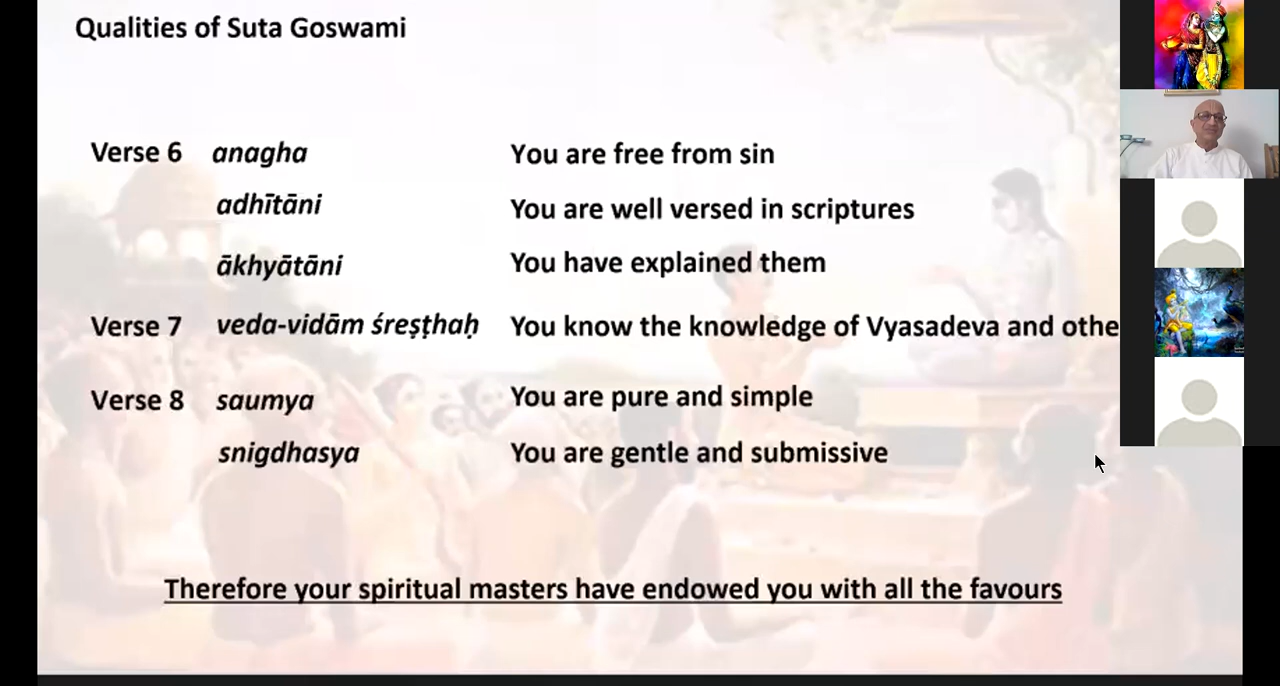 Qualities of Suta Goswami
Verse 6 anagha You are free from sin
adhītāni You are well versed in scriptures
ākhyātāni You have explained them
Verse 7 veda-vidām śreṣṭhaḥ You know the knowledge of Vyasadeva and othe
Verse 8 saumya You are pure and simple
snigdhasya You are gentle and submissive
Therefore your spiritual masters have endowed you with all the favours